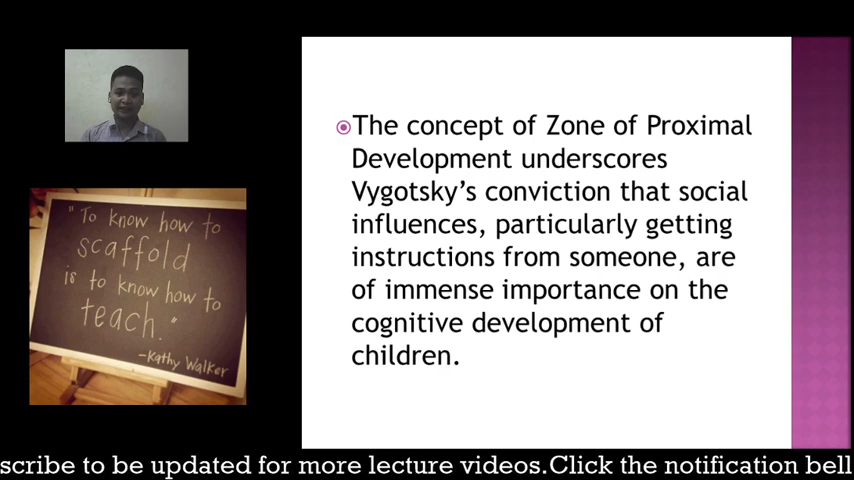 "To know how to
scaffold
is to know how to
teach."
-Kathy Walker
The concept of Zone of Proximal
Development underscores
Vygotsky's conviction that social
influences, particularly getting
instructions from someone, are
of immense importance on the
cognitive development of
children.
scribe to be updated for more lecture videos.Click the notification bell